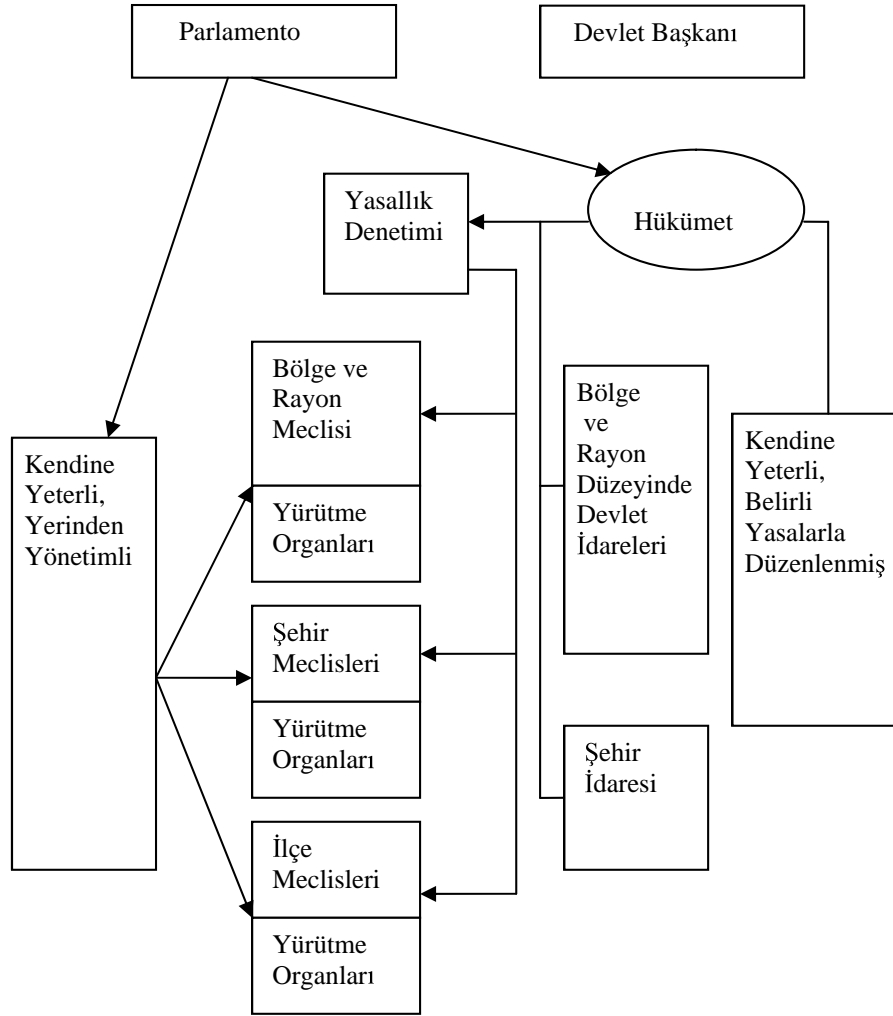 Parlamento
Devlet Başkanı
Yasallık
Denetimi
Hükümet
Bölge ve
Rayon
Meclisi
Yürütme
Organları
Bölge
ve
Rayon
Düzeyinde
Devlet
İdareleri
Kendine
Yeterli,
Belirli
Yasalarla
Düzenlenmiş
Kendine
Yeterli,
Yerinden
Yönetimli
Şehir
Meclisleri
Yürütme
Organları
Şehir
İdaresi
İlçe
Meclisleri
Yürütme
Organları